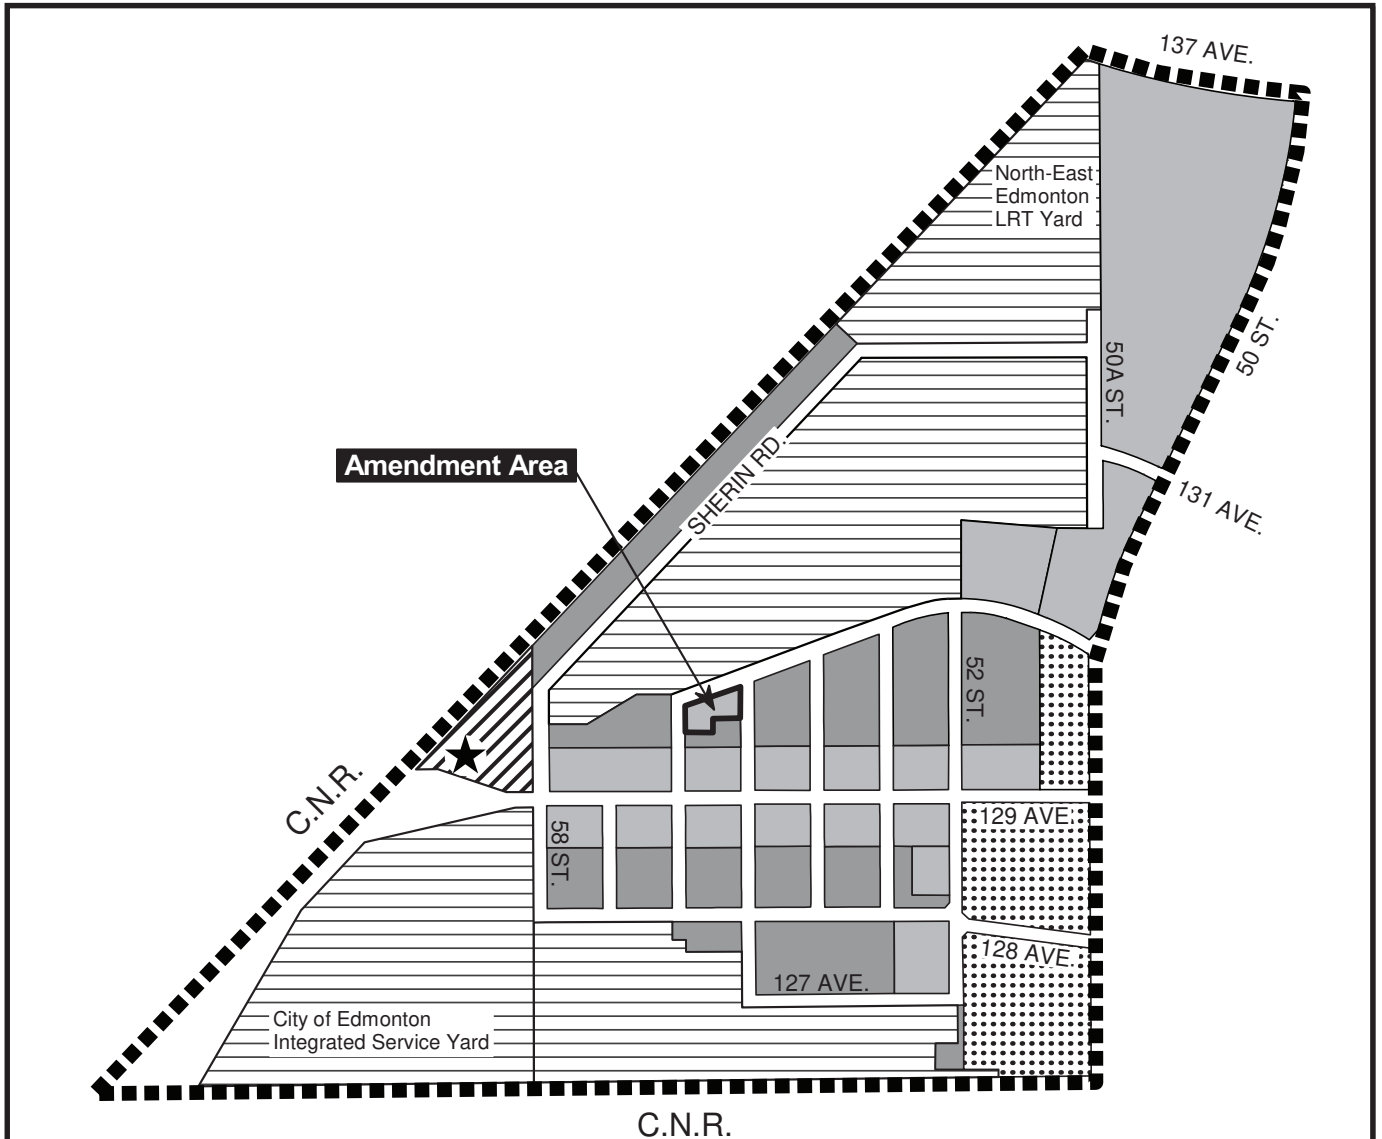 137 AVE.
North-East
Edmonton
LRT Yard
50 ST.
50A ST.
Amendment Area
SHERIN RD.
131 AVE.
52 ST.
C.N.R.
129 AVE.
58 ST.
128 AVE.
127 AVE.
City of Edmonton
Integrated Service Yard
C.N.R.